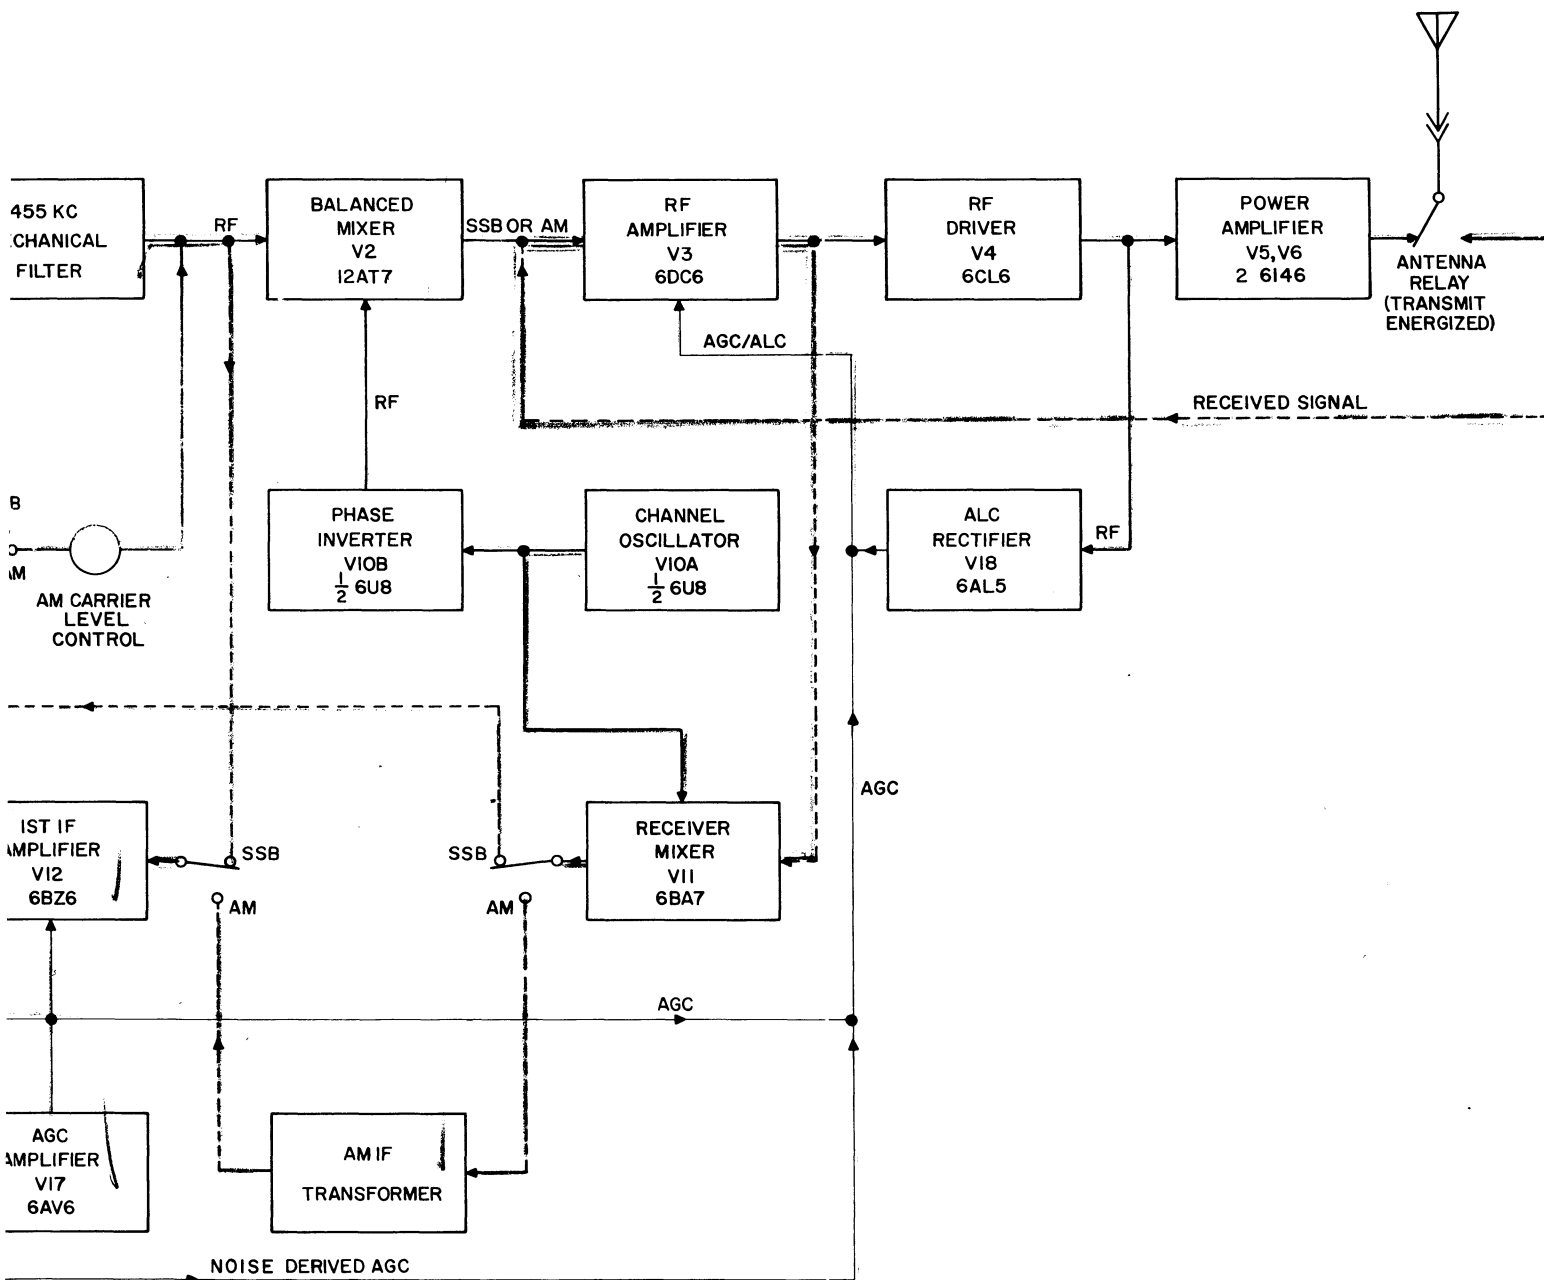 455 KC
CHANICAL
FILTER
RF
BALANCED
MIXER
V2
12AT7
SSB OR AM
RF
AMPLIFIER
V3
6DC6
RF
DRIVER
V4
6CL6
POWER
AMPLIFIER
V5,V6
2 6146
ANTENNA
RELAY
(TRANSMIT
ENERGIZED)
AGC/ALC
RF
RECEIVED SIGNAL
B
AM
AM CARRIER
LEVEL
CONTROL
PHASE
INVERTER
V10B
1/2 6U8
CHANNEL
OSCILLATOR
V10A
1/2 6U8
ALC
RECTIFIER
V18
6AL5
RF
AGC
1ST IF
AMPLIFIER
V12
6BZ6
SSB
AM
SSB
AM
RECEIVER
MIXER
V11
6BA7
AGC
AGC
AMPLIFIER
V17
6AV6
AM IF
TRANSFORMER
NOISE DERIVED AGC